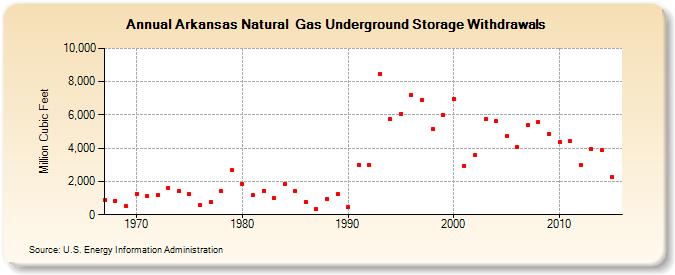 Annual Arkansas Natural Gas Underground Storage Withdrawals
Million Cubic Feet
10,000
8,000
6,000
4,000
2,000
0
1970 1980 1990 2000 2010
Source: U.S. Energy Information Administration